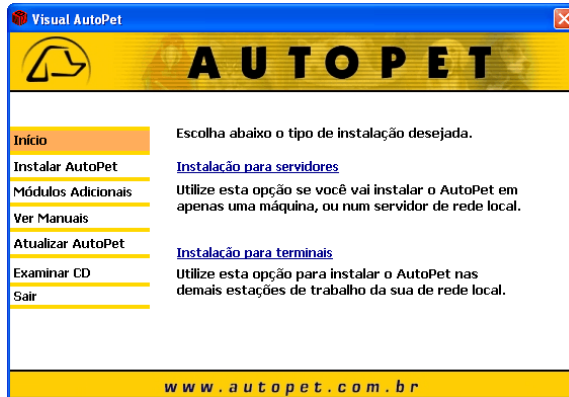 Visual AutoPet
AUTOPET
Início
Instalar AutoPet
Módulos Adicionais
Ver Manuais
Atualizar AutoPet
Examinar CD
Sair
Escolha abaixo o tipo de instalação desejada.
Instalação para servidores
Utilize esta opção se você vai instalar o AutoPet em
apenas uma máquina, ou num servidor de rede local.
Instalação para terminais
Utilize esta opção para instalar o AutoPet nas
demais estações de trabalho da sua de rede local.
www.autopet.com.br